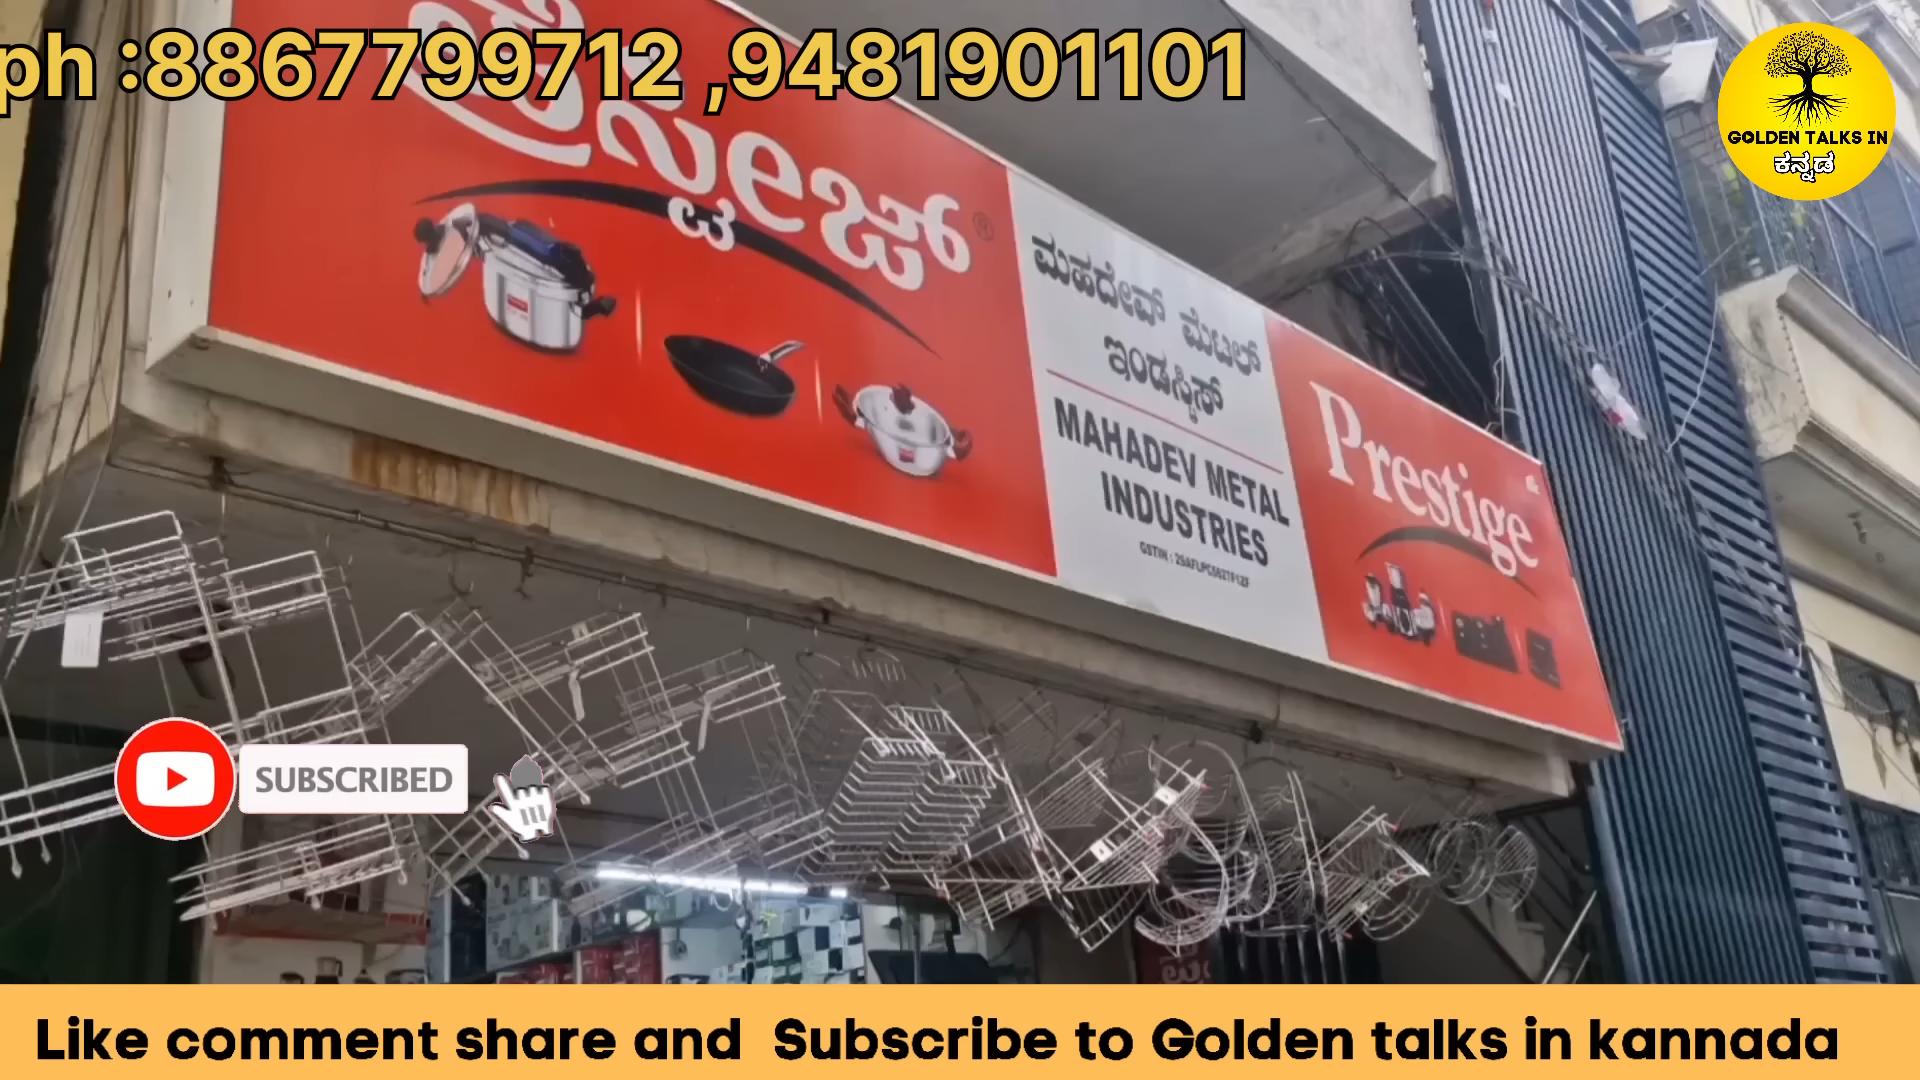 ph :8867799712 ,9481901101
GOLDEN TALKS IN
ಕನ್ನಡ
ಪ್ರೆಸ್ಟೀಜ್ ®
ಮಹದೇವ್ ಮೆಟಲ್
ಇಂಡಸ್ಟ್ರೀಸ್
MAHADEV METAL
INDUSTRIES
GSTIN :
Prestige
SUBSCRIBED
Like comment share and Subscribe to Golden talks in kannada